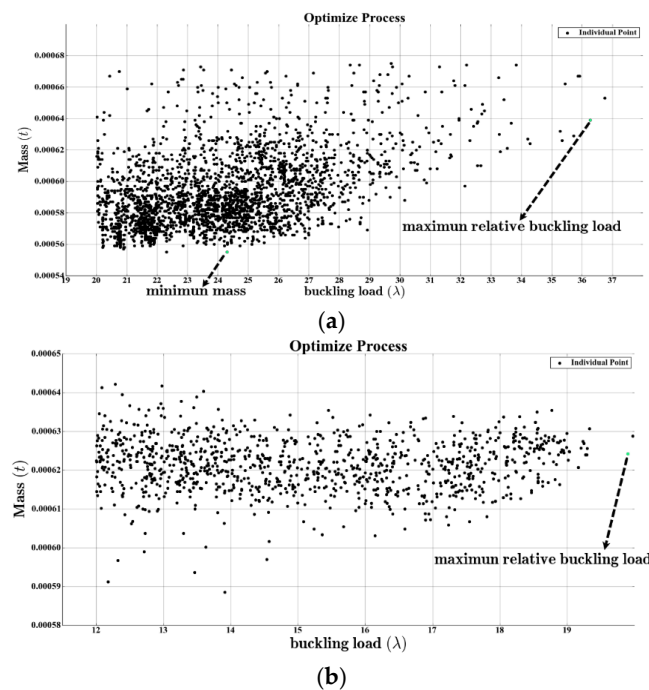 Optimize Process
Individual Point
Mass (t)
0.00068
0.00066
0.00064
0.00062
0.00060
0.00058
0.00056
0.00054
maximun relative buckling load
minimun mass
19 20 21 22 23 24 25 26 27 28 29 30 31 32 33 34 35 36 37
buckling load (λ)
(a)
Optimize Process
Individual Point
Mass (t)
0.00065
0.00064
0.00063
0.00062
0.00061
0.00060
0.00059
0.00058
maximun relative buckling load
12 13 14 15 16 17 18 19
buckling load (λ)
(b)